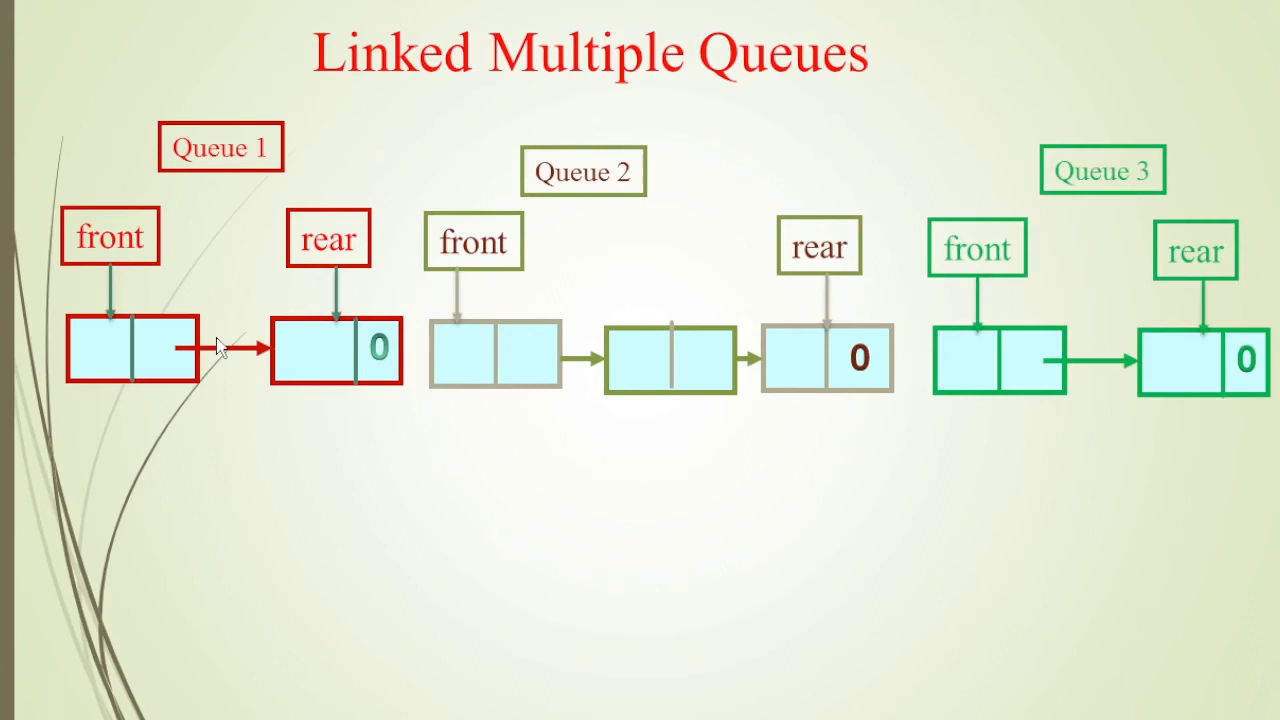 Linked Multiple Queues
Queue 1
Queue 2
Queue 3
front
rear
front
rear
front
rear
0
0
0